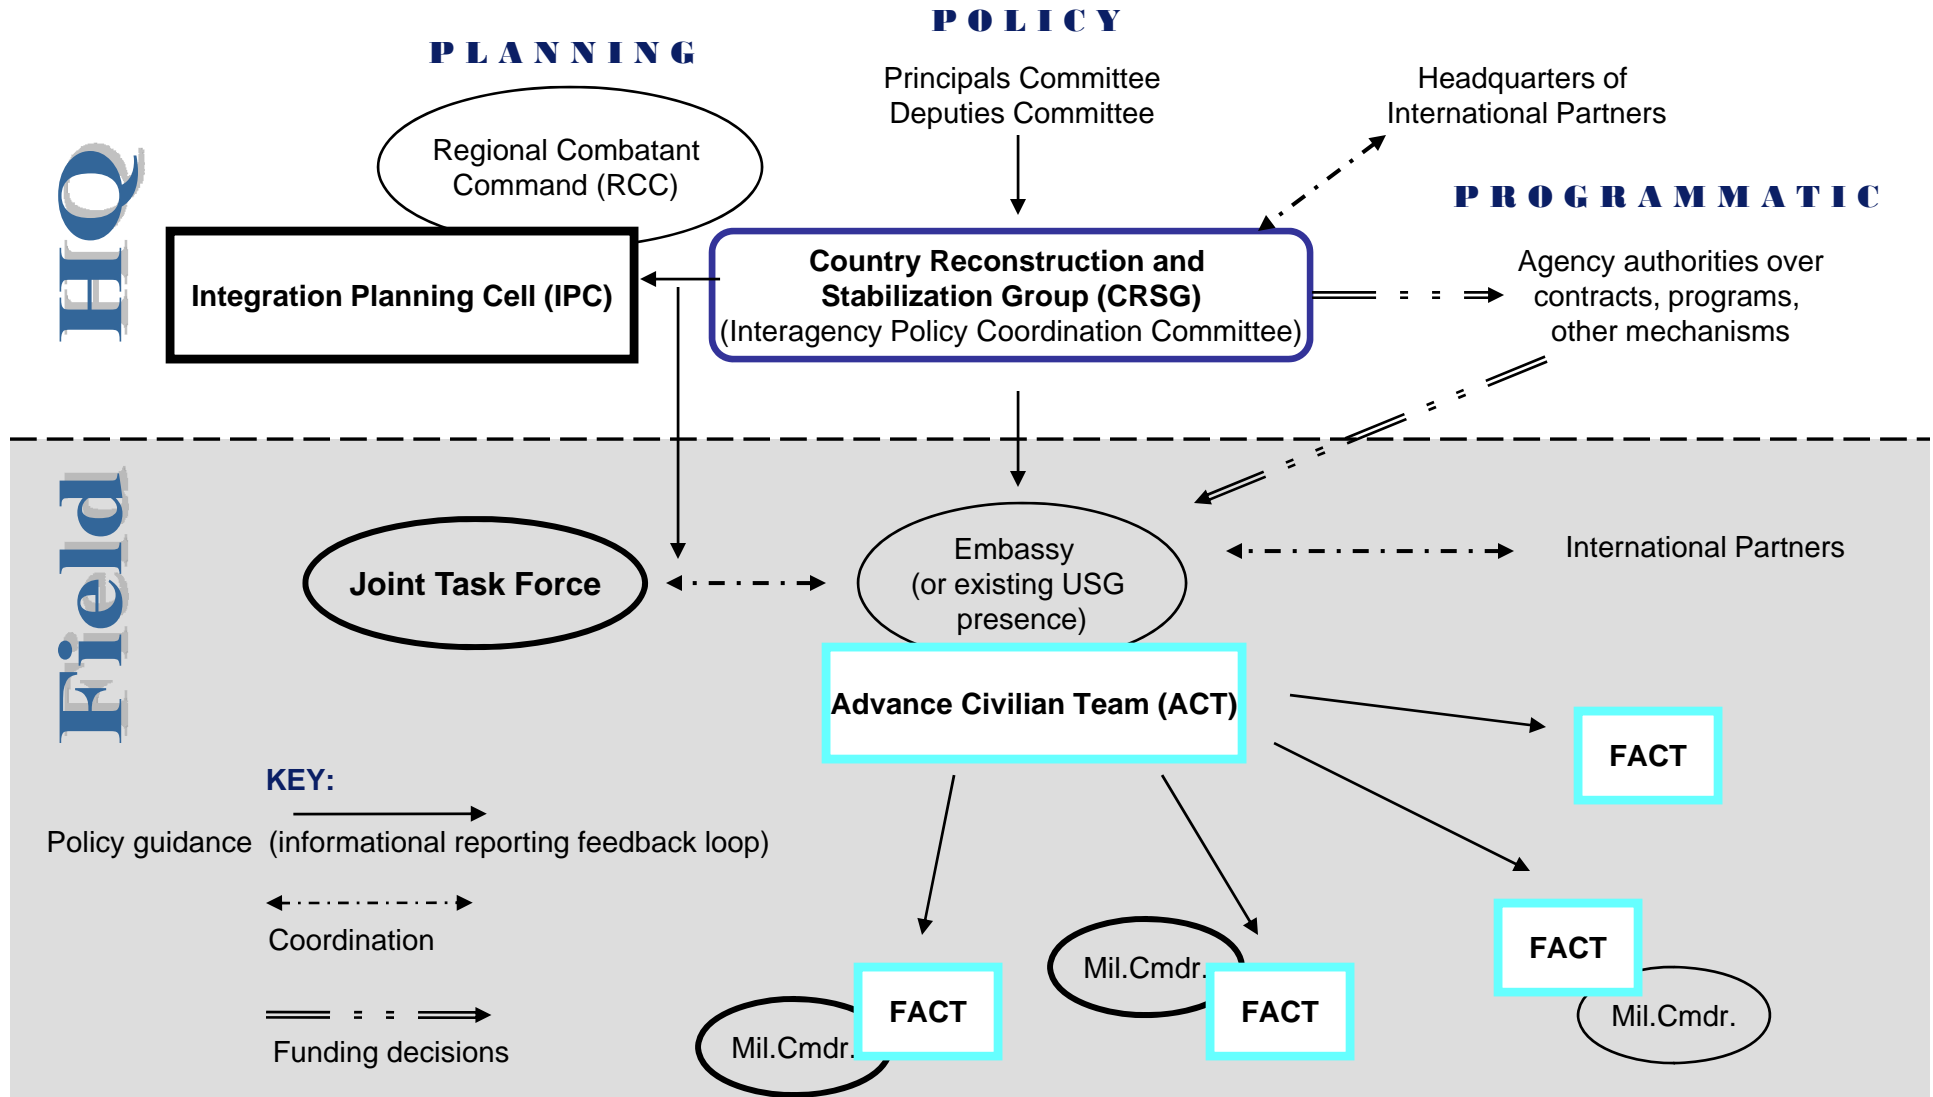 PLANNING
POLICY
Principals Committee
Deputies Committee
Headquarters of
International Partners
HQ
Regional Combatant
Command (RCC)
PROGRAMMATIC
Integration Planning Cell (IPC)
Country Reconstruction and
Stabilization Group (CRSG)
(Interagency Policy Coordination Committee)
Agency authorities over
contracts, programs,
other mechanisms
Field
Joint Task Force
Embassy
(or existing USG
presence)
International Partners
Advance Civilian Team (ACT)
FACT
KEY:
Policy guidance  (informational reporting feedback loop)
Coordination
Funding decisions
Mil.Cmdr.
FACT
Mil.Cmdr.
FACT
FACT
Mil.Cmdr.